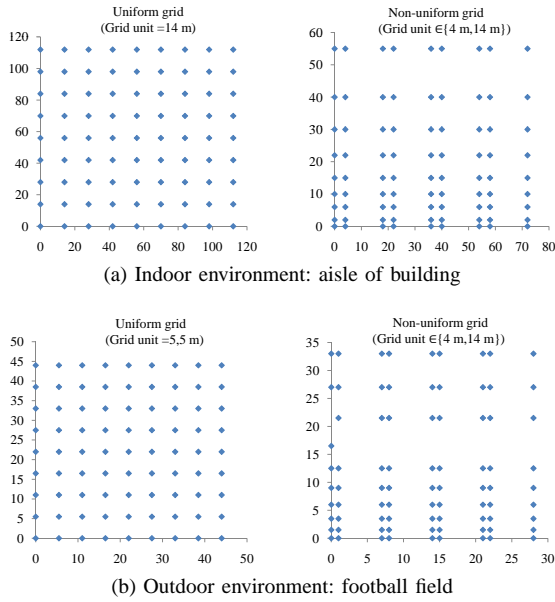 Uniform grid
(Grid unit =14 m)
120
100
80
60
40
20
0
0 20 40 60 80 100 120
Non-uniform grid
(Grid unit ∈{4 m,14 m})
60
50
40
30
20
10
0
0 10 20 30 40 50 60 70 80
(a) Indoor environment: aisle of building
Uniform grid
(Grid unit =5,5 m)
50
45
40
35
30
25
20
15
10
5
0
0 10 20 30 40 50
Non-uniform grid
(Grid unit ∈{4 m,14 m})
35
30
25
20
15
10
5
0
0 5 10 15 20 25 30
(b) Outdoor environment: football field